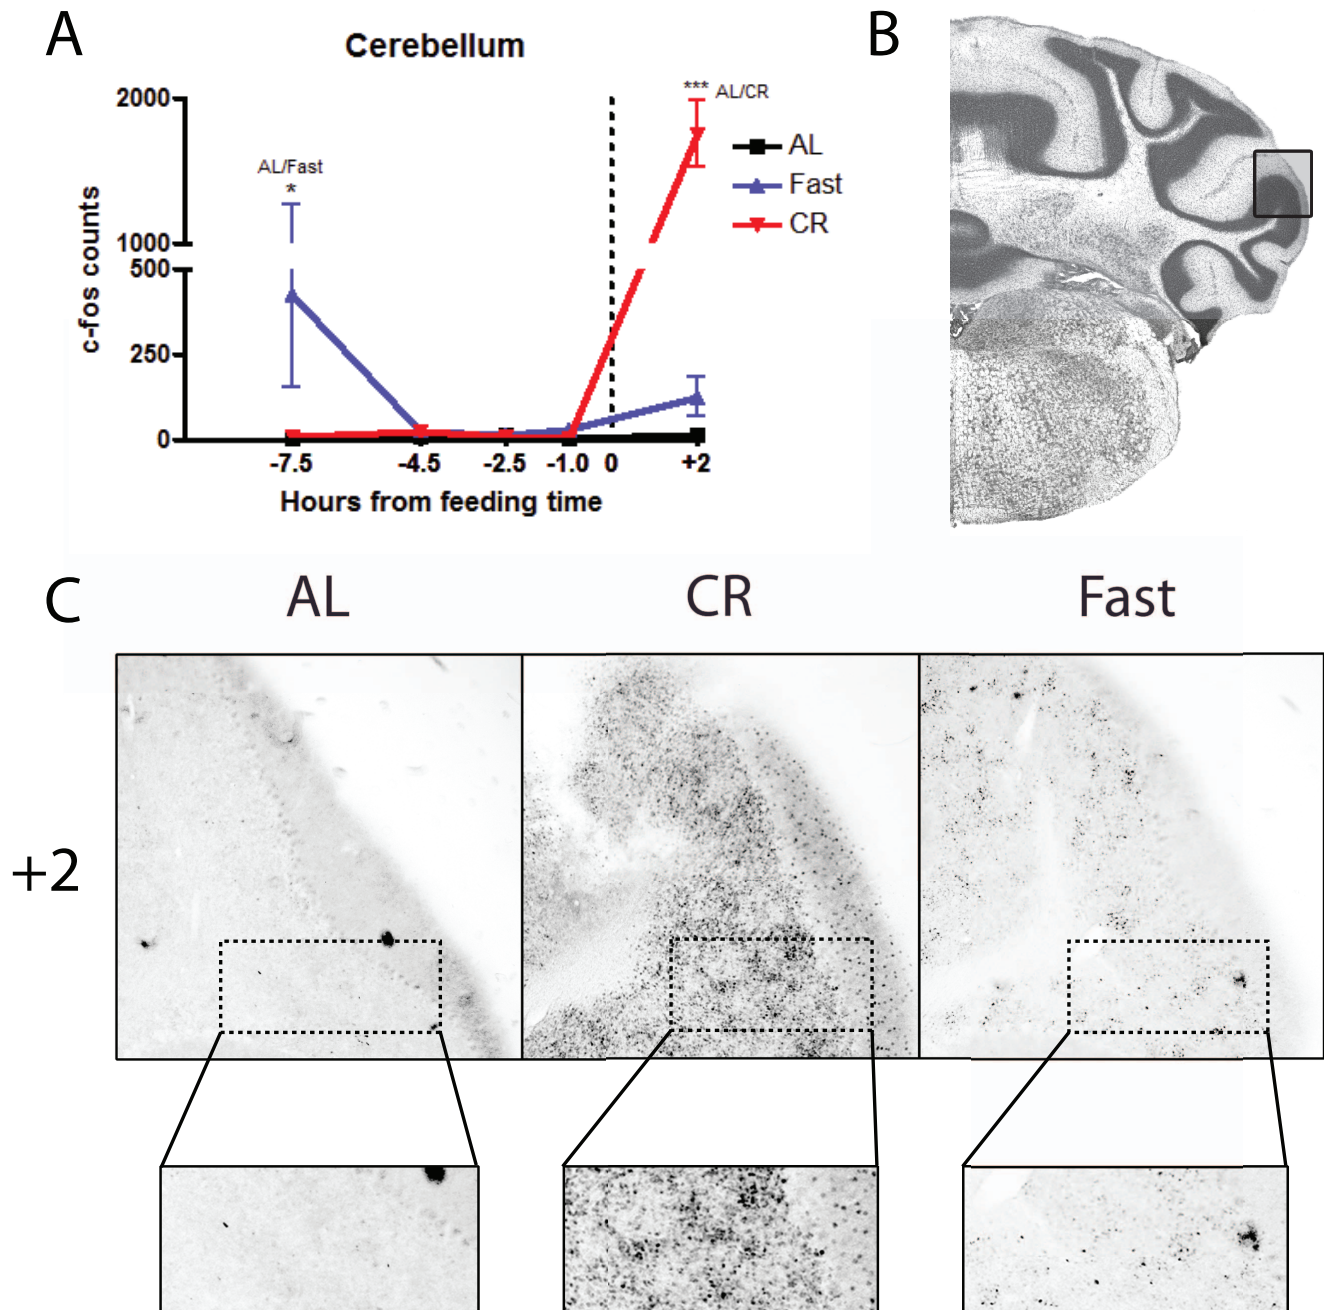 A
Cerebellum
B
2000
*** AL/CR
AL
AL/Fast
*
Fast
CR
1000
500
250
0
c-fos counts
-7.5 -4.5 -2.5 -1.0 0 +2
Hours from feeding time
C
AL CR Fast
+2